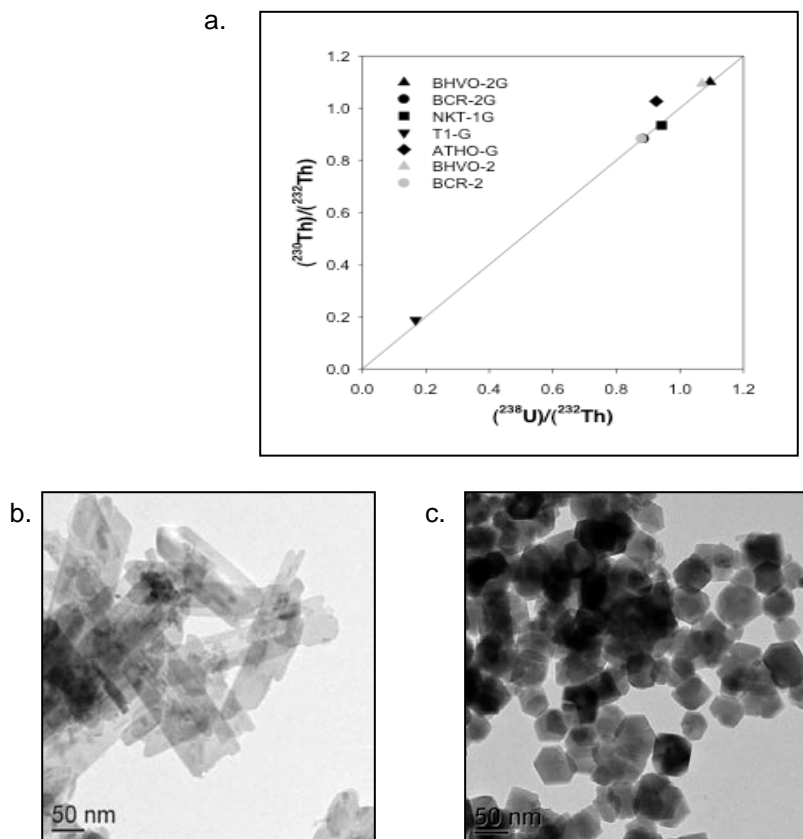 a.
1.2
1.0
0.8
0.6
0.4
0.2
0.0
(²³⁰Th)/(²³²Th)
BHVO-2G
BCR-2G
NKT-1G
T1-G
ATHO-G
BHVO-2
BCR-2
0.0 0.2 0.4 0.6 0.8 1.0 1.2
(²³⁸U)/(²³²Th)
b.
50 nm
c.
50 nm